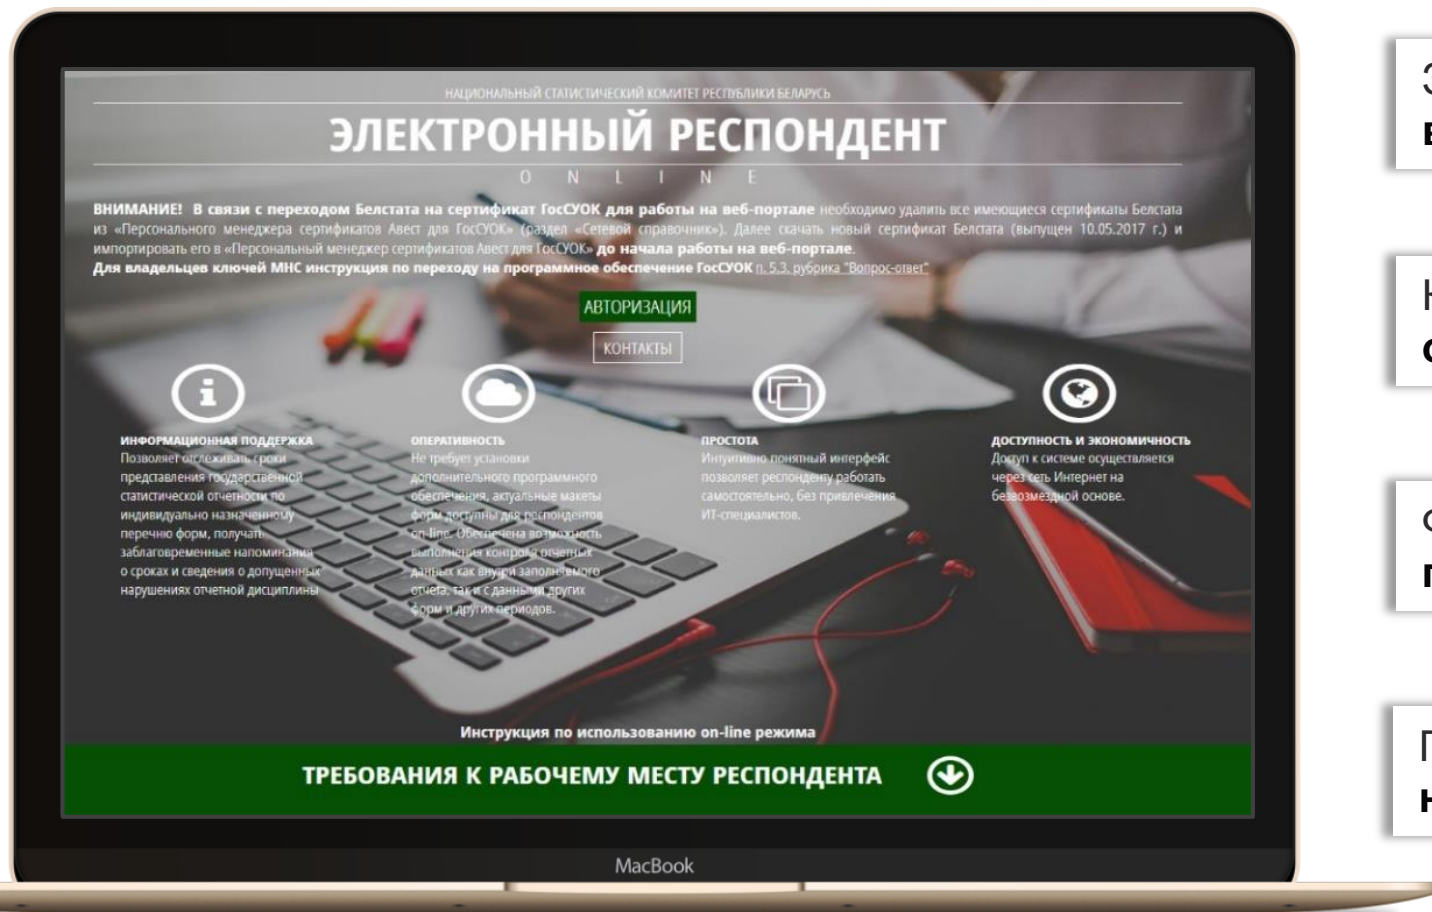 НАЦИОНАЛЬНЫЙ СТАТИСТИЧЕСКИЙ КОМИТЕТ РЕСПУБЛИКИ БЕЛАРУСЬ
ЭЛЕКТРОННЫЙ РЕСПОНДЕНТ
O N L I N E
ВНИМАНИЕ! В связи с переходом Белстата на сертификат ГосСУОК для работы на веб-портале необходимо удалить все имеющиеся сертификаты Белстата
из «Персонального менеджера сертификатов Авест для ГосСУОК» (раздел «Сетевой справочник»). Далее скачать новый сертификат Белстата (выпущен 10.05.2017 г.) и
импортировать его в «Персональный менеджер сертификатов Авест для ГосСУОК» до начала работы на веб-портале.
Для владельцев ключей МНС инструкция по переходу на программное обеспечение ГосСУОК п. 5.3. рубрика "Вопрос-ответ"
АВТОРИЗАЦИЯ
КОНТАКТЫ
ИНФОРМАЦИОННАЯ ПОДДЕРЖКА
Позволяет отслеживать сроки
представления государственной
статистической отчетности по
индивидуально назначенному
перечню форм, получать
заблаговременные напоминания
о сроках и сведения о допущенных
нарушениях отчетной дисциплины
ОПЕРАТИВНОСТЬ
Не требует установки
дополнительного программного
обеспечения, актуальные макеты
форм доступны для респондентов
on-line. Обеспечена возможность
выполнения контроля отчетных
данных как внутри заполняемого
отчета, так и с данными других
форм и других периодов.
ПРОСТОТА
Интуитивно понятный интерфейс
позволяет респонденту работать
самостоятельно, без привлечения
ИТ-специалистов.
ДОСТУПНОСТЬ И ЭКОНОМИЧНОСТЬ
Доступ к системе осуществляется
через сеть Интернет на
безвозмездной основе.
Инструкция по использованию on-line режима
ТРЕБОВАНИЯ К РАБОЧЕМУ МЕСТУ РЕСПОНДЕНТА
MacBook